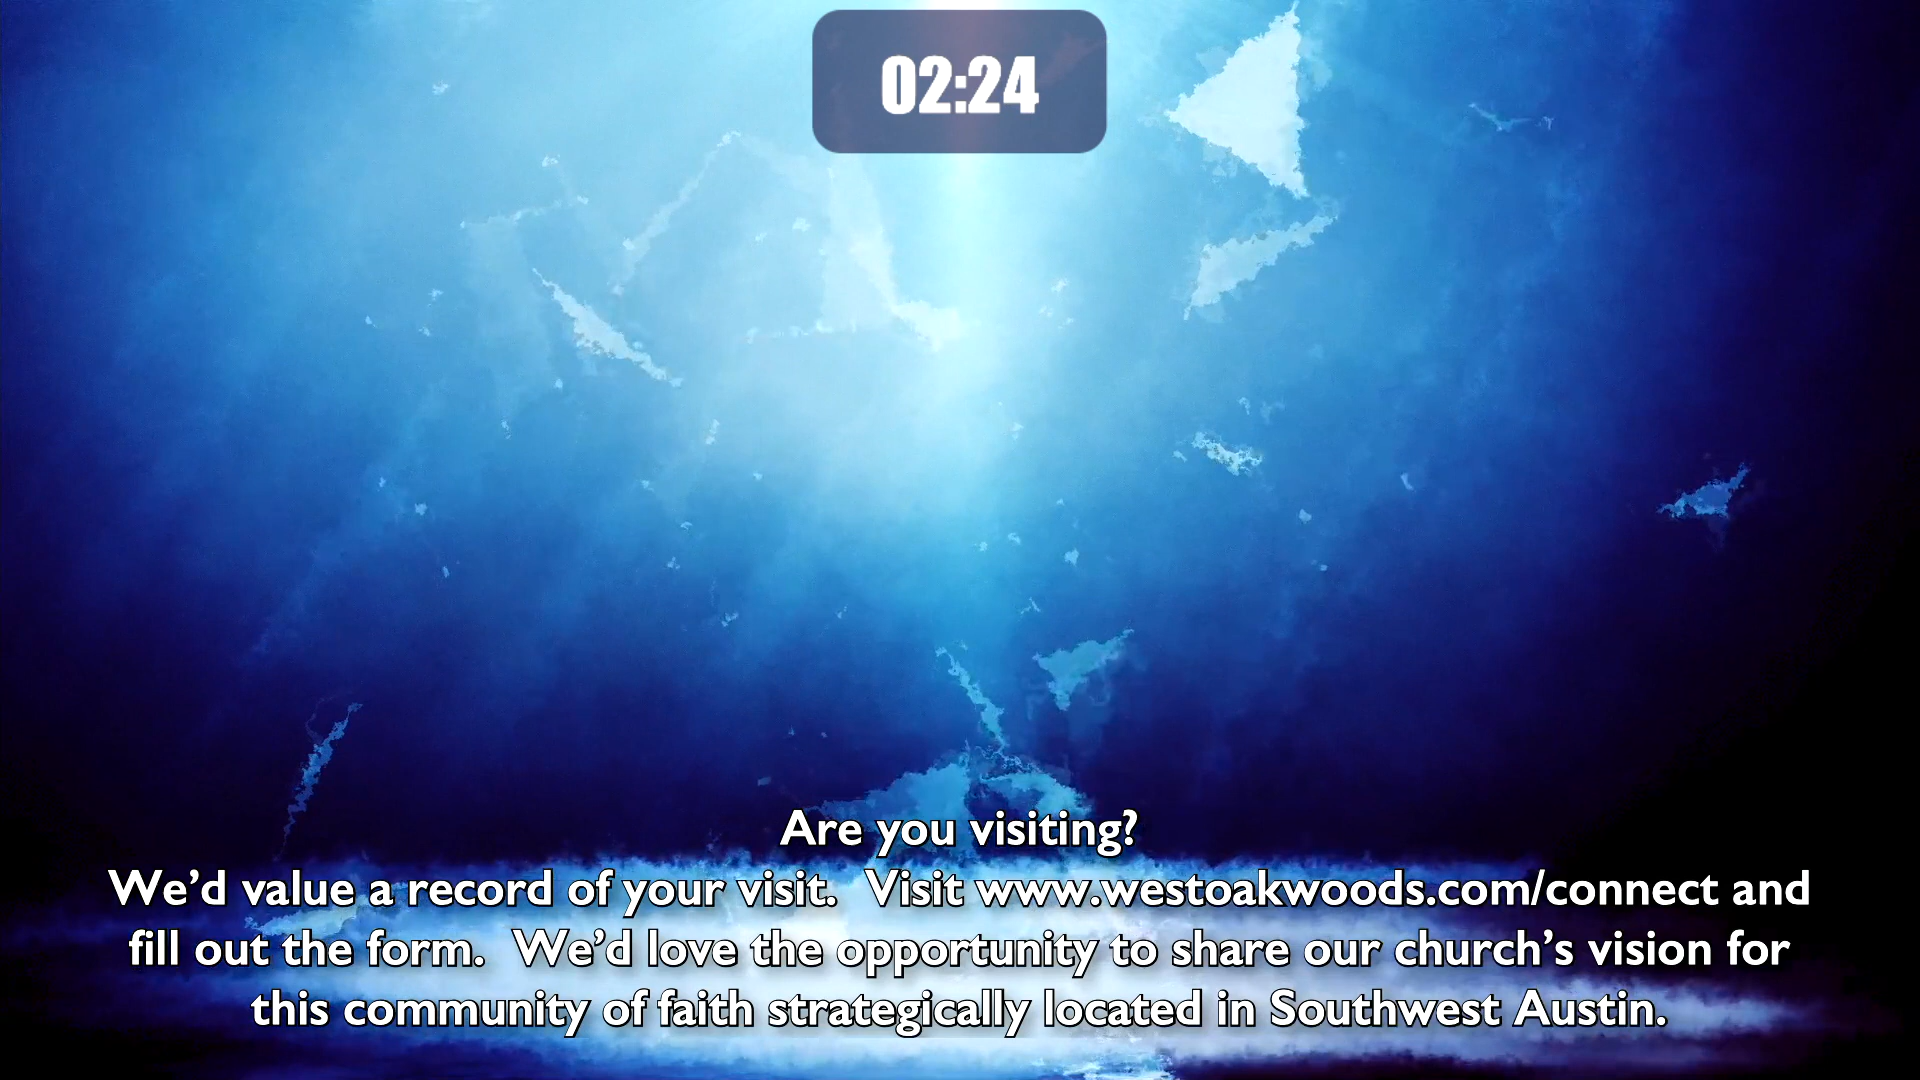 02:24
Are you visiting?
We’d value a record of your visit.  Visit www.westoakwoods.com/connect and
fill out the form.  We’d love the opportunity to share our church’s vision for
this community of faith strategically located in Southwest Austin.